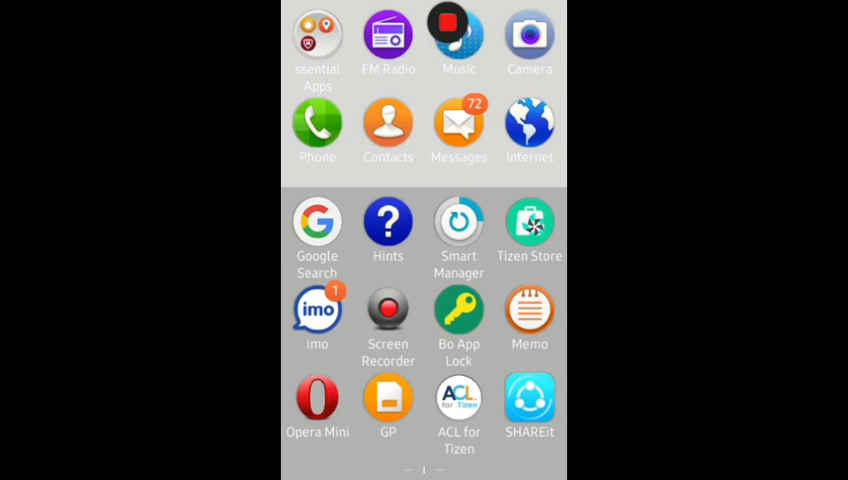 ssential
Apps
FM Radio
Music
Camera
72
Phone
Contacts
Messages
Internet
G
?
Google
Search
Hints
Smart
Manager
Tizen Store
1
imo
imo
Screen
Recorder
Bo App
Lock
Memo
ACL
for Tizen
Opera Mini
GP
ACL for
Tizen
SHAREit